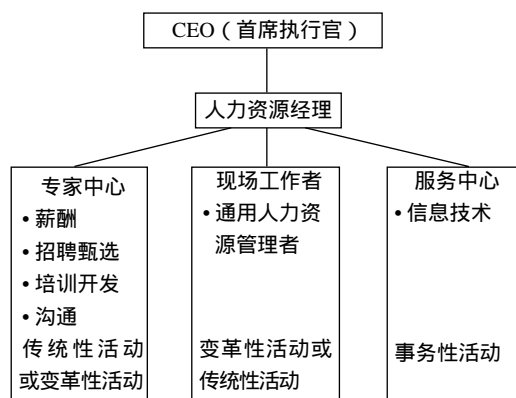 CEO（首席执行官）
人力资源经理
专家中心
• 薪酬
• 招聘甄选
• 培训开发
• 沟通
传统性活动
或变革性活动
现场工作者
• 通用人力资
源管理者
变革性活动或
传统性活动
服务中心
• 信息技术
事务性活动